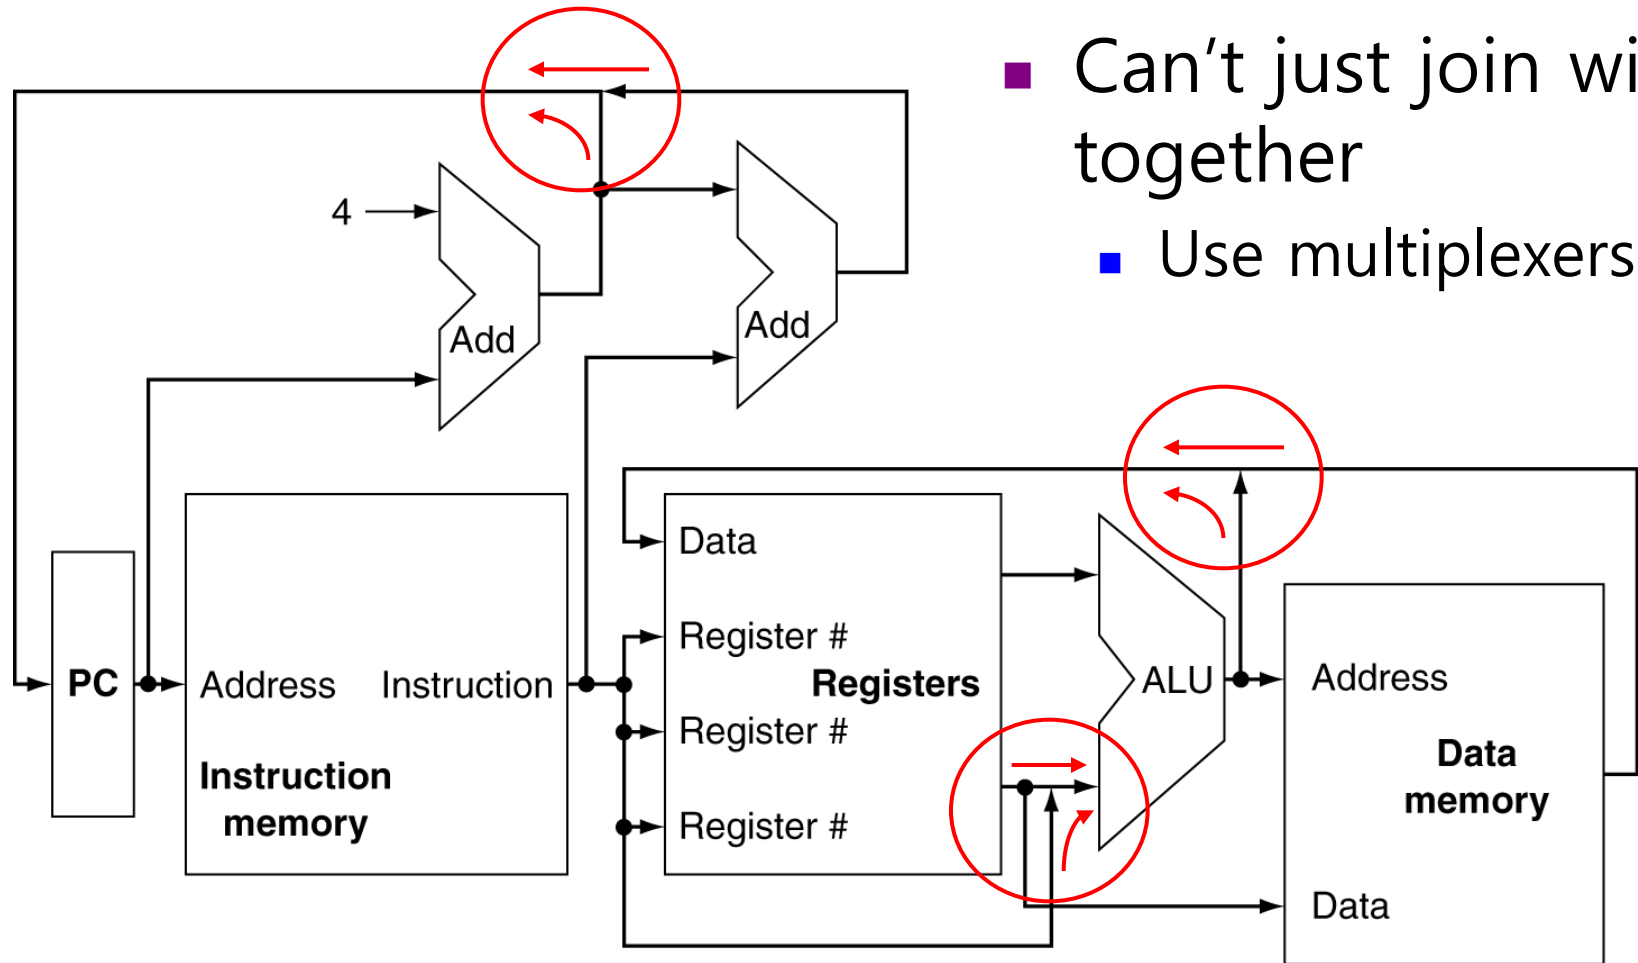 Can't just join wi
together
Use multiplexers
4
Add
Add
Data
Register #
Register #
Register #
Registers
PC
Address
Instruction
Instruction
memory
ALU
Address
Data
memory
Data